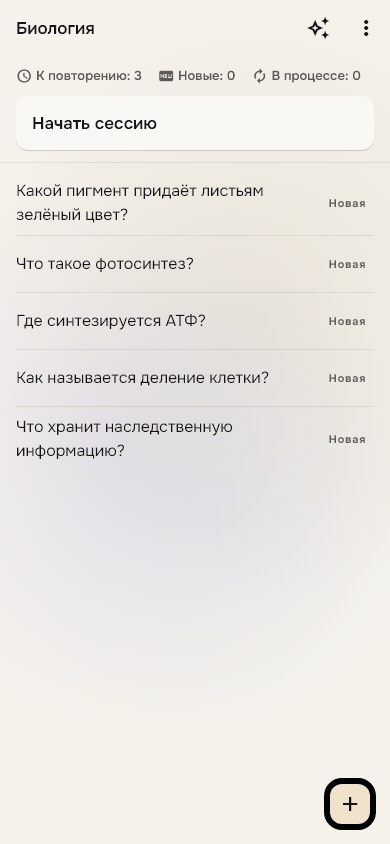 Биология
К повторению: 3 NEW Новые: 0 В процессе: 0
Начать сессию
Какой пигмент придаёт листьям
зелёный цвет?
Новая
Что такое фотосинтез?
Новая
Где синтезируется АТФ?
Новая
Как называется деление клетки?
Новая
Что хранит наследственную
информацию?
Новая